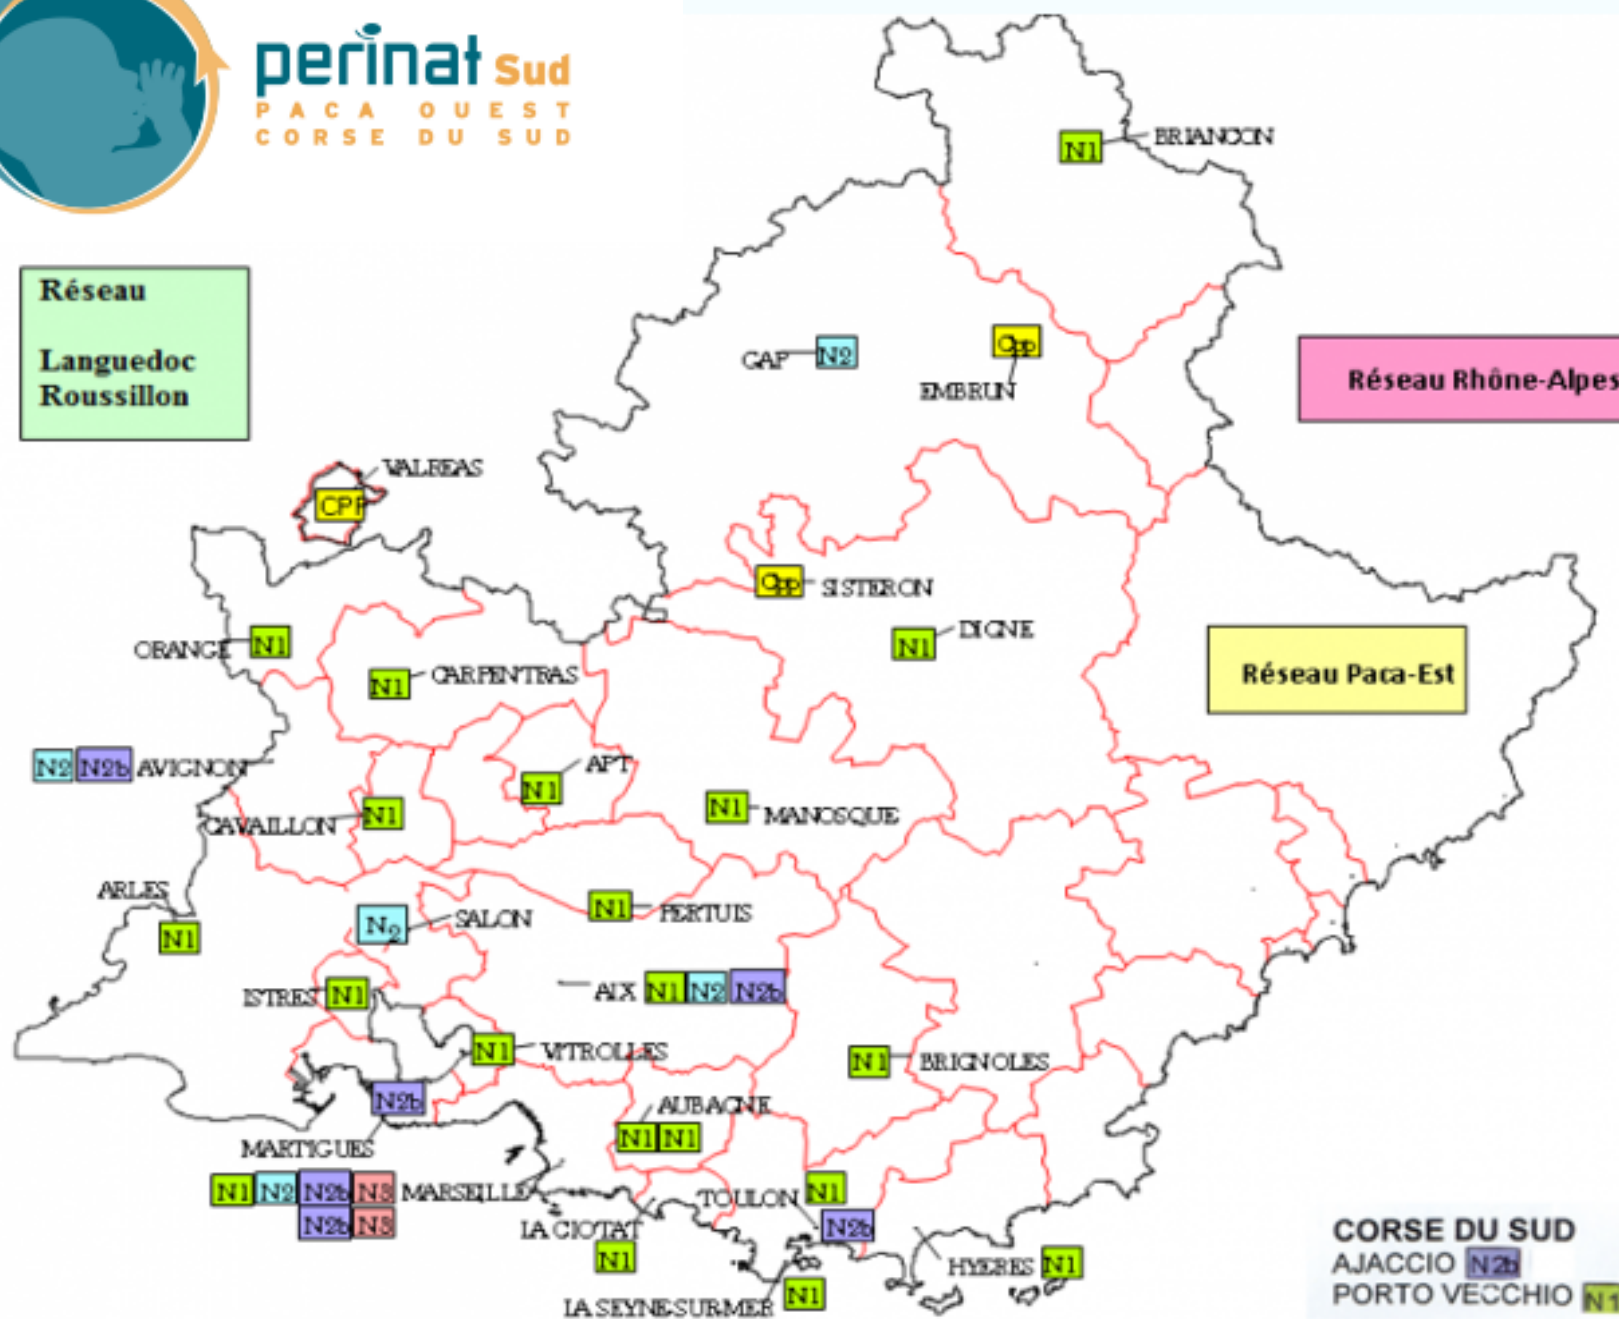 perinat Sud
PACA OUEST
CORSE DU SUD
N1 BRIANCON
Réseau
Languedoc
Roussillon
GAP N2
Cpp
EMBRUN
Réseau Rhône-Alpes
VALREAS
CPP
Cpp SISTERON
ORANGE N1
N1 DIGNE
N1 CARPENTRAS
Réseau Paca-Est
N2 N2b AVIGNON
APT
N1
CAVAILLON N1
N1 MANOSQUE
ARLES
N1
N2 SALON
N1 PERTUIS
ISTRES N1
AIX N1 N2 N2b
N1 VITROLLES
N1 BRIGNOLES
N2b
MARTIGUES
AUBAGNE
N1 N1
N1 N2 N2b N3 MARSEILLE
N2b N3
TOULON N1
N2b
LA CIOTAT
N1
HYERES N1
LA SEYNE-SUR-MER N1
CORSE DU SUD
AJACCIO N2b
PORTO VECCHIO N1